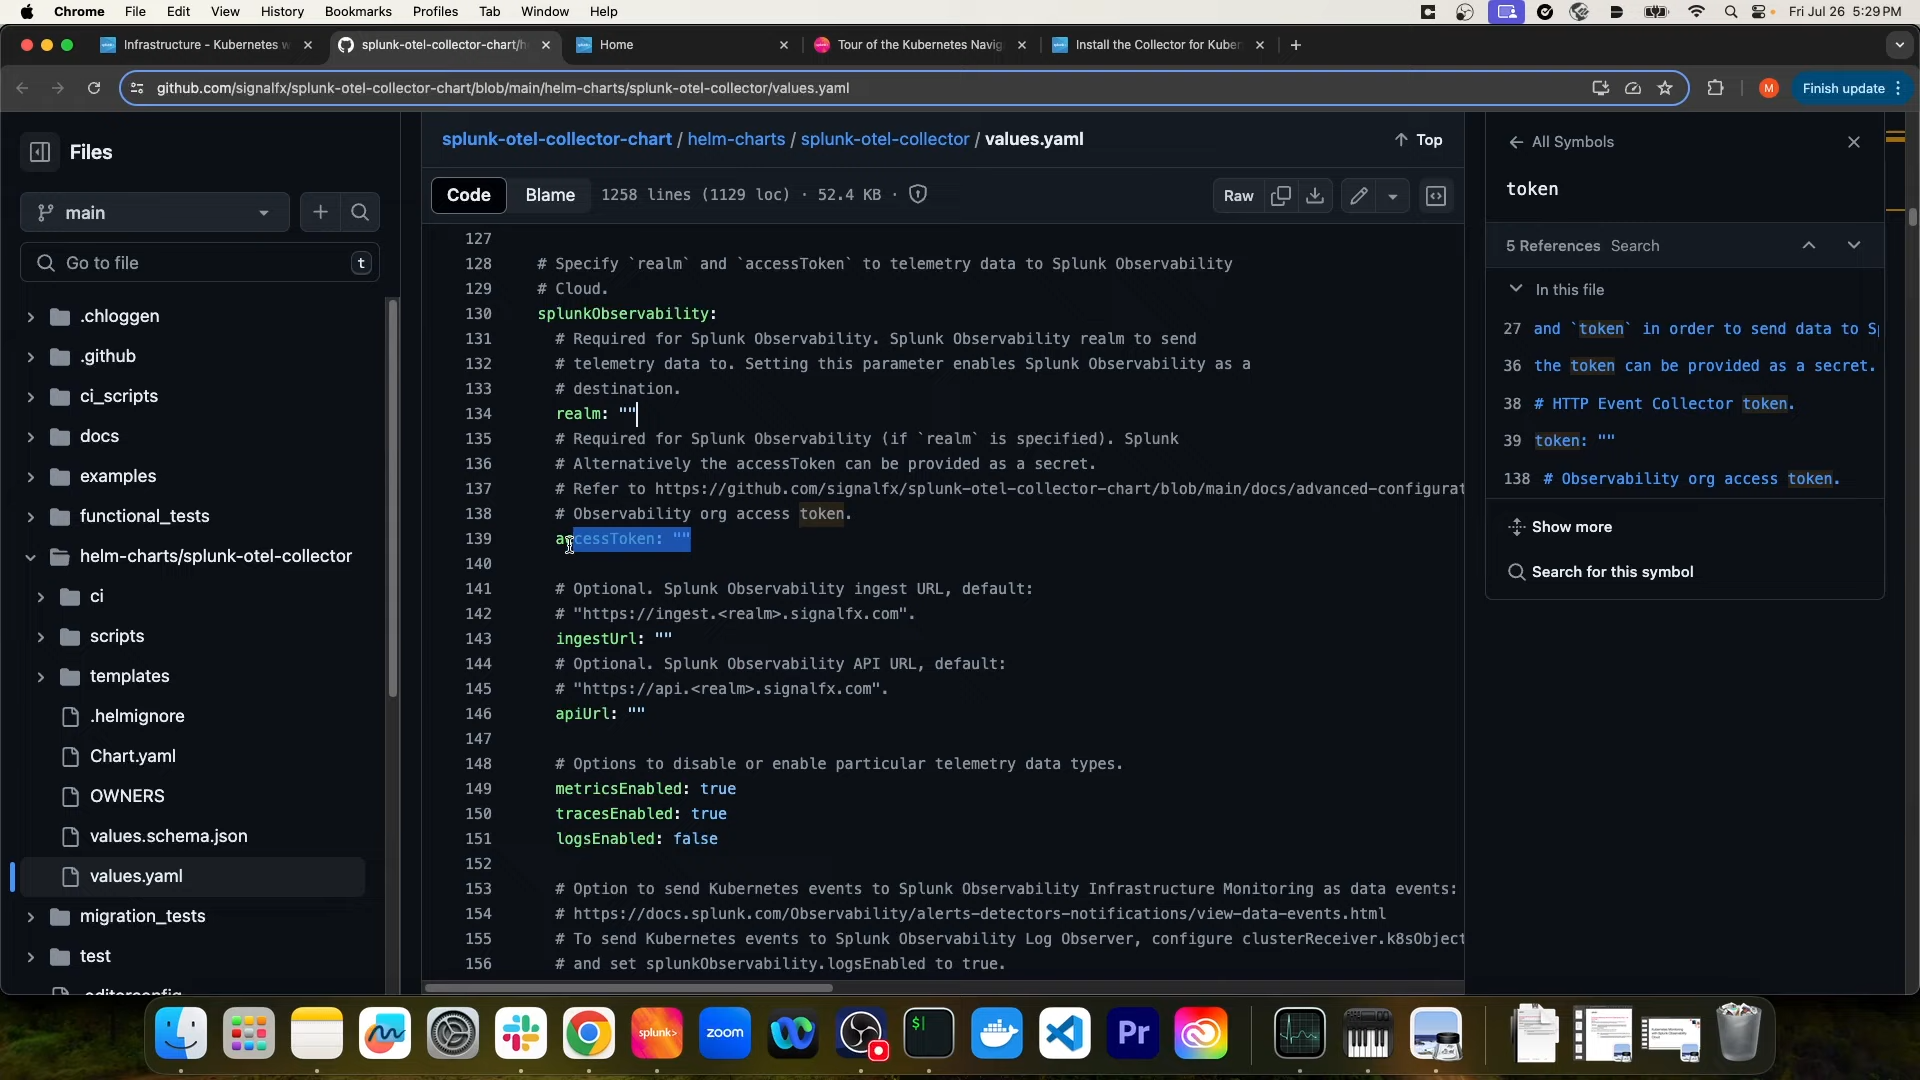 Chrome File Edit View History Bookmarks Profiles Tab Window Help Fri Jul 26 5:29 PM
Infrastructure - Kubernetes w splunk-otel-collector-chart/h Home Tour of the Kubernetes Navig Install the Collector for Kuber
github.com/signalfx/splunk-otel-collector-chart/blob/main/helm-charts/splunk-otel-collector/values.yaml M Finish update
Files
main
Go to file t
.chloggen
.github
ci_scripts
docs
examples
functional_tests
helm-charts/splunk-otel-collector
ci
scripts
templates
.helmignore
Chart.yaml
OWNERS
values.schema.json
values.yaml
migration_tests
test
.editorconfig
splunk-otel-collector-chart / helm-charts / splunk-otel-collector / values.yaml Top
Code Blame 1258 lines (1129 loc) · 52.4 KB · Raw
127
128 # Specify `realm` and `accessToken` to telemetry data to Splunk Observability
129 # Cloud.
130 splunkObservability:
131 # Required for Splunk Observability. Splunk Observability realm to send
132 # telemetry data to. Setting this parameter enables Splunk Observability as a
133 # destination.
134 realm: ""
135 # Required for Splunk Observability (if `realm` is specified). Splunk
136 # Alternatively the accessToken can be provided as a secret.
137 # Refer to https://github.com/signalfx/splunk-otel-collector-chart/blob/main/docs/advanced-configurat
138 # Observability org access token.
139 accessToken: ""
140
141 # Optional. Splunk Observability ingest URL, default:
142 # "https://ingest.<realm>.signalfx.com".
143 ingestUrl: ""
144 # Optional. Splunk Observability API URL, default:
145 # "https://api.<realm>.signalfx.com".
146 apiUrl: ""
147
148 # Options to disable or enable particular telemetry data types.
149 metricsEnabled: true
150 tracesEnabled: true
151 logsEnabled: false
152
153 # Option to send Kubernetes events to Splunk Observability Infrastructure Monitoring as data events:
154 # https://docs.splunk.com/Observability/alerts-detectors-notifications/view-data-events.html
155 # To send Kubernetes events to Splunk Observability Log Observer, configure clusterReceiver.k8sObject
156 # and set splunkObservability.logsEnabled to true.
All Symbols
token
5 References Search
In this file
27 and `token` in order to send data to Sp
36 the token can be provided as a secret.
38 # HTTP Event Collector token.
39 token: ""
138 # Observability org access token.
Show more
Search for this symbol
splunk> zoom $ Pr